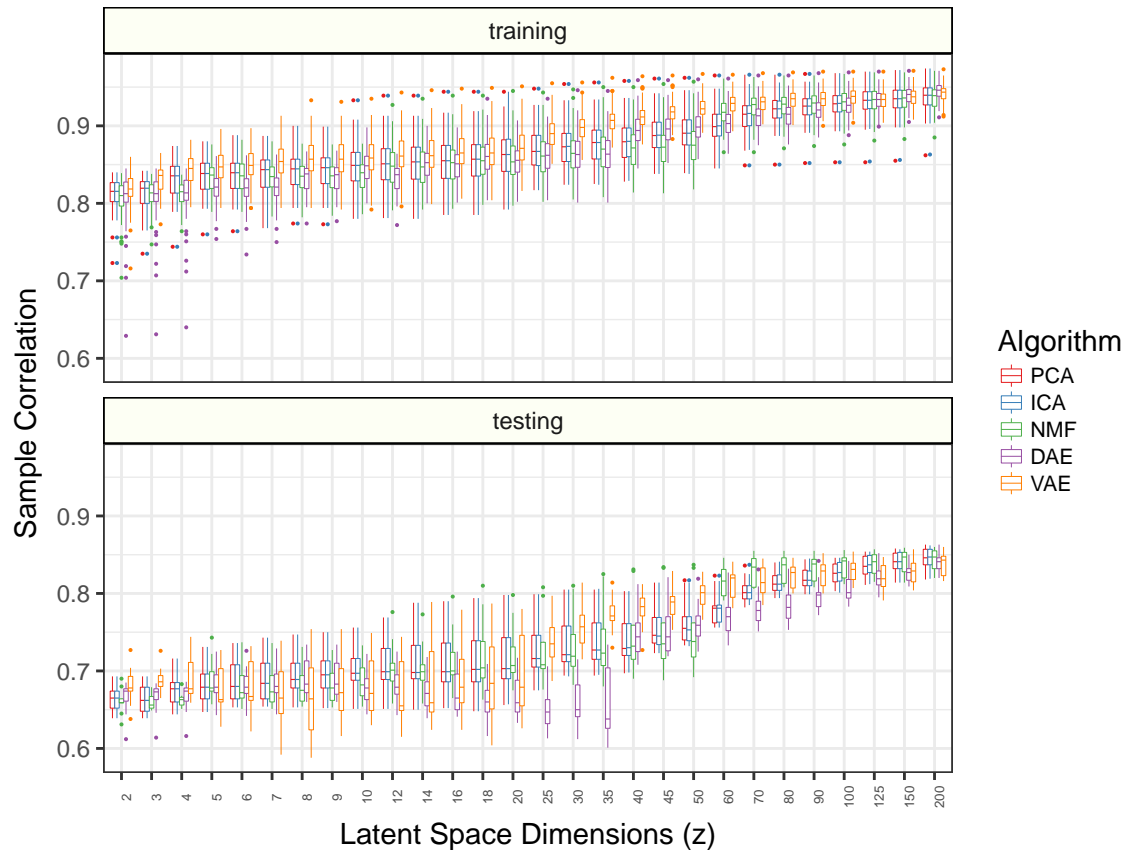 training
0.9
0.8
0.7
0.6
Sample Correlation
testing
0.9
0.8
0.7
0.6
2 3 4 5 6 7 8 9 10 12 14 16 18 20 25 30 35 40 45 50 60 70 80 90 100 125 150 200
Latent Space Dimensions (z)
Algorithm
PCA
ICA
NMF
DAE
VAE